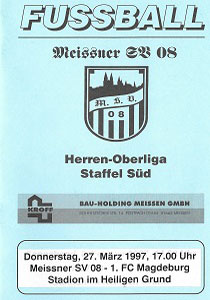 FUSSBALL
Meissner SV 08
M. S. V.
08
Herren-Oberliga
Staffel Süd
KROFF
BAU-HOLDING MEISSEN GMBH
Donnerstag, 27. März 1997, 17.00 Uhr
Meissner SV 08 - 1. FC Magdeburg
Stadion im Heiligen Grund